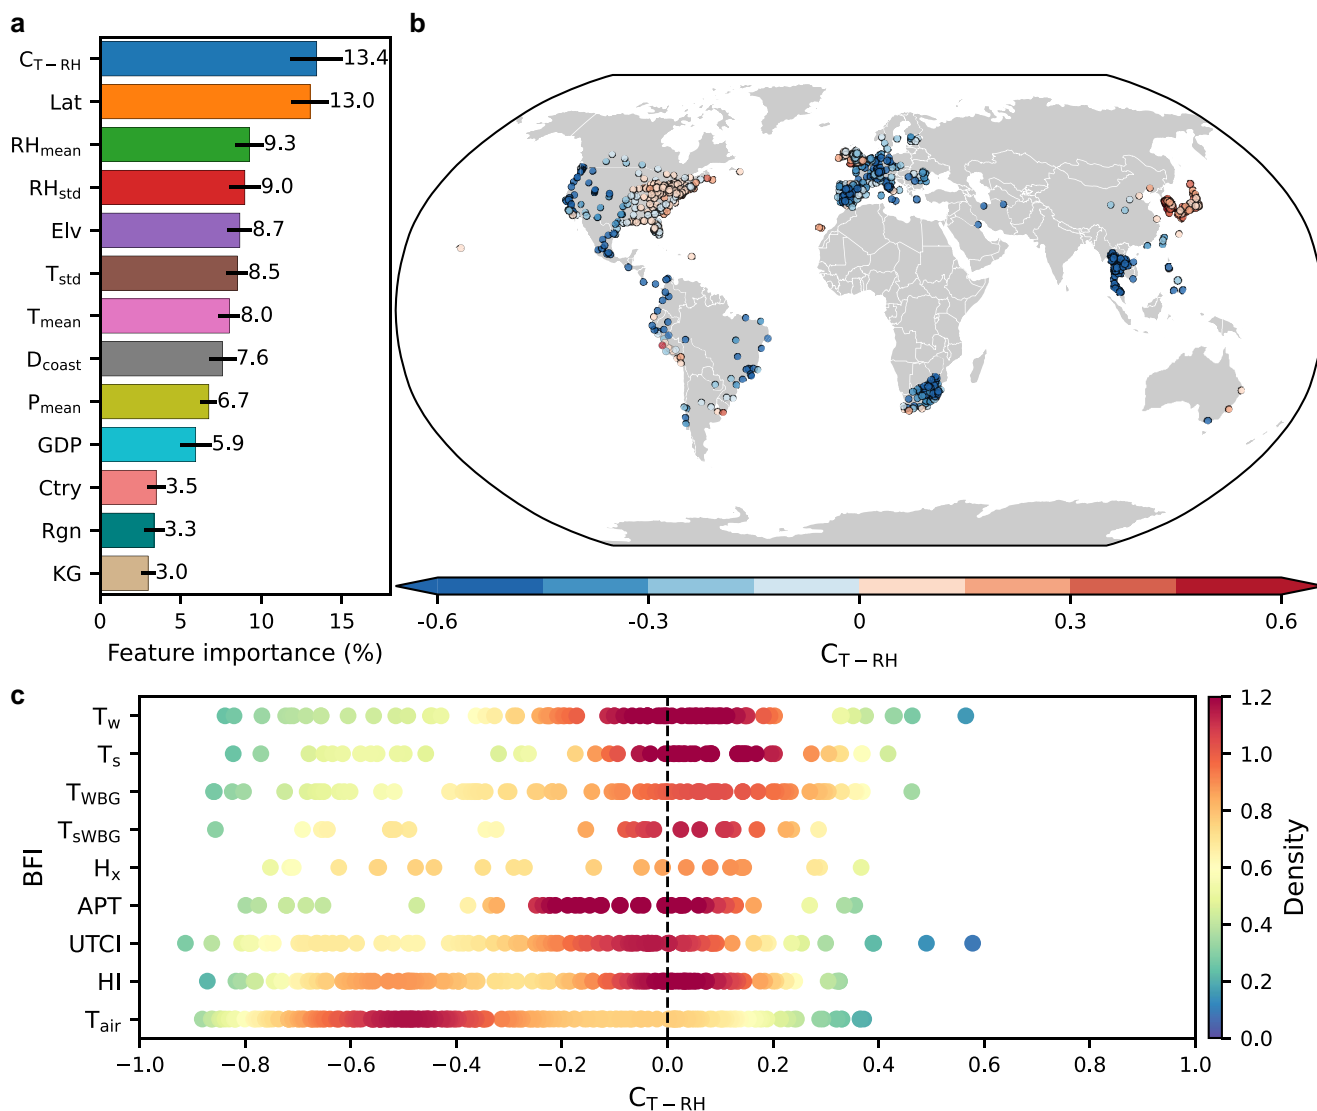 a
b
C_T−RH 13.4
Lat 13.0
RH_mean 9.3
RH_std 9.0
Elv 8.7
T_std 8.5
T_mean 8.0
D_coast 7.6
P_mean 6.7
GDP 5.9
Ctry 3.5
Rgn 3.3
KG 3.0
0 5 10 15
Feature importance (%)
-0.6 -0.3 0 0.3 0.6
C_T−RH
c
BFI
T_w
T_s
T_WBG
T_sWBG
H_x
APT
UTCI
HI
T_air
−1.0 −0.8 −0.6 −0.4 −0.2 0.0 0.2 0.4 0.6 0.8 1.0
C_T−RH
1.2
1.0
0.8
0.6
0.4
0.2
0.0
Density